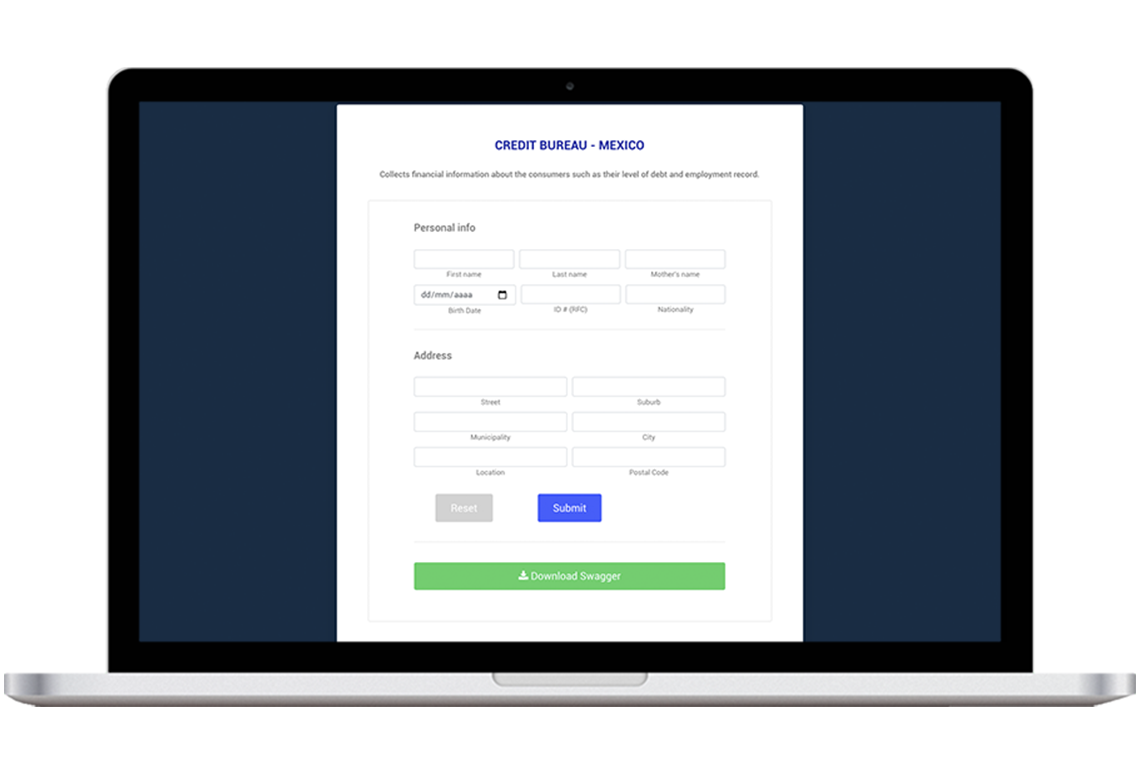 CREDIT BUREAU - MEXICO
Collects financial information about the consumers such as their level of debt and employment record.
Personal info
First name Last name Mother's name
dd/mm/aaaa
Birth Date ID # (RFC) Nationality
Address
Street Suburb
Municipality City
Location Postal Code
Reset Submit
Download Swagger